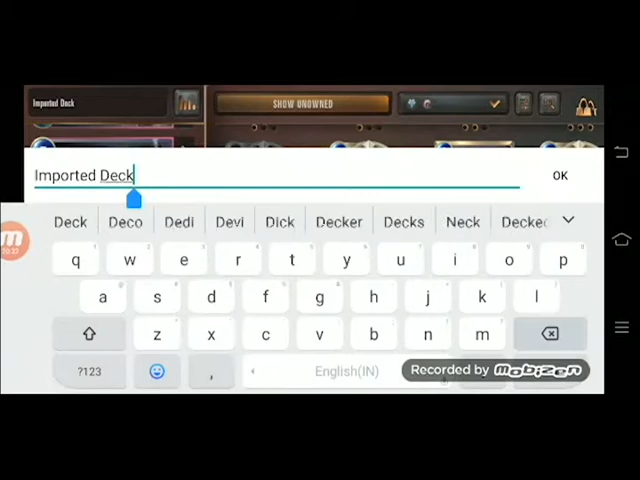 Imported Deck
SHOW UNOWNED
Imported Deck
OK
Deck Deco Dedi Devi Dick Decker Decks Neck
q w e r t y u i o p
a s d f g h j k l
z x c v b n m
?123 , English(IN)
Recorded by mobizen